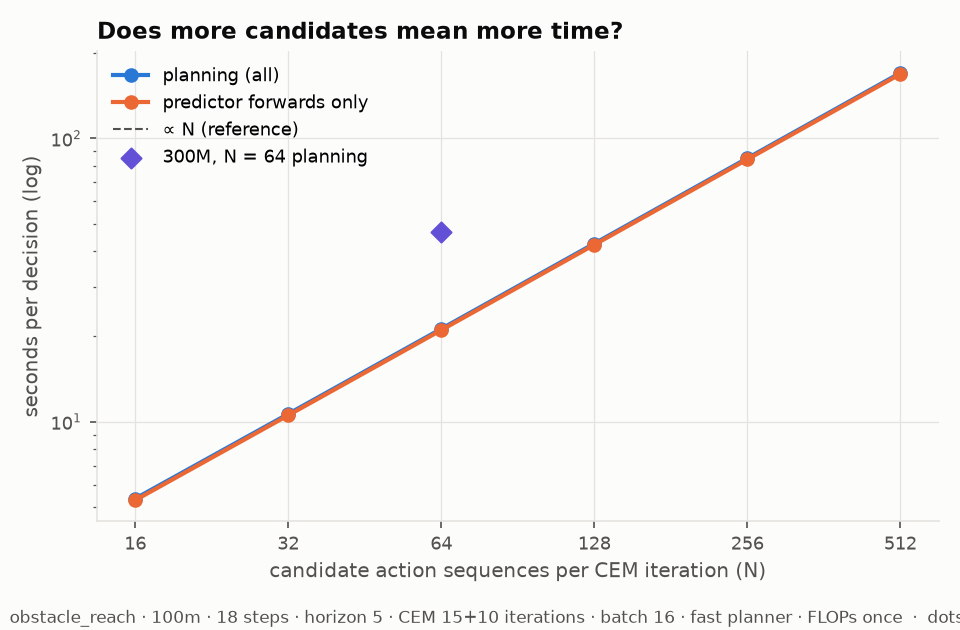 Does more candidates mean more time?
planning (all)
predictor forwards only
∝ N (reference)
300M, N = 64 planning
seconds per decision (log)
10²
10¹
16 32 64 128 256 512
candidate action sequences per CEM iteration (N)
obstacle_reach · 100m · 18 steps · horizon 5 · CEM 15+10 iterations · batch 16 · fast planner · FLOPs once · dots